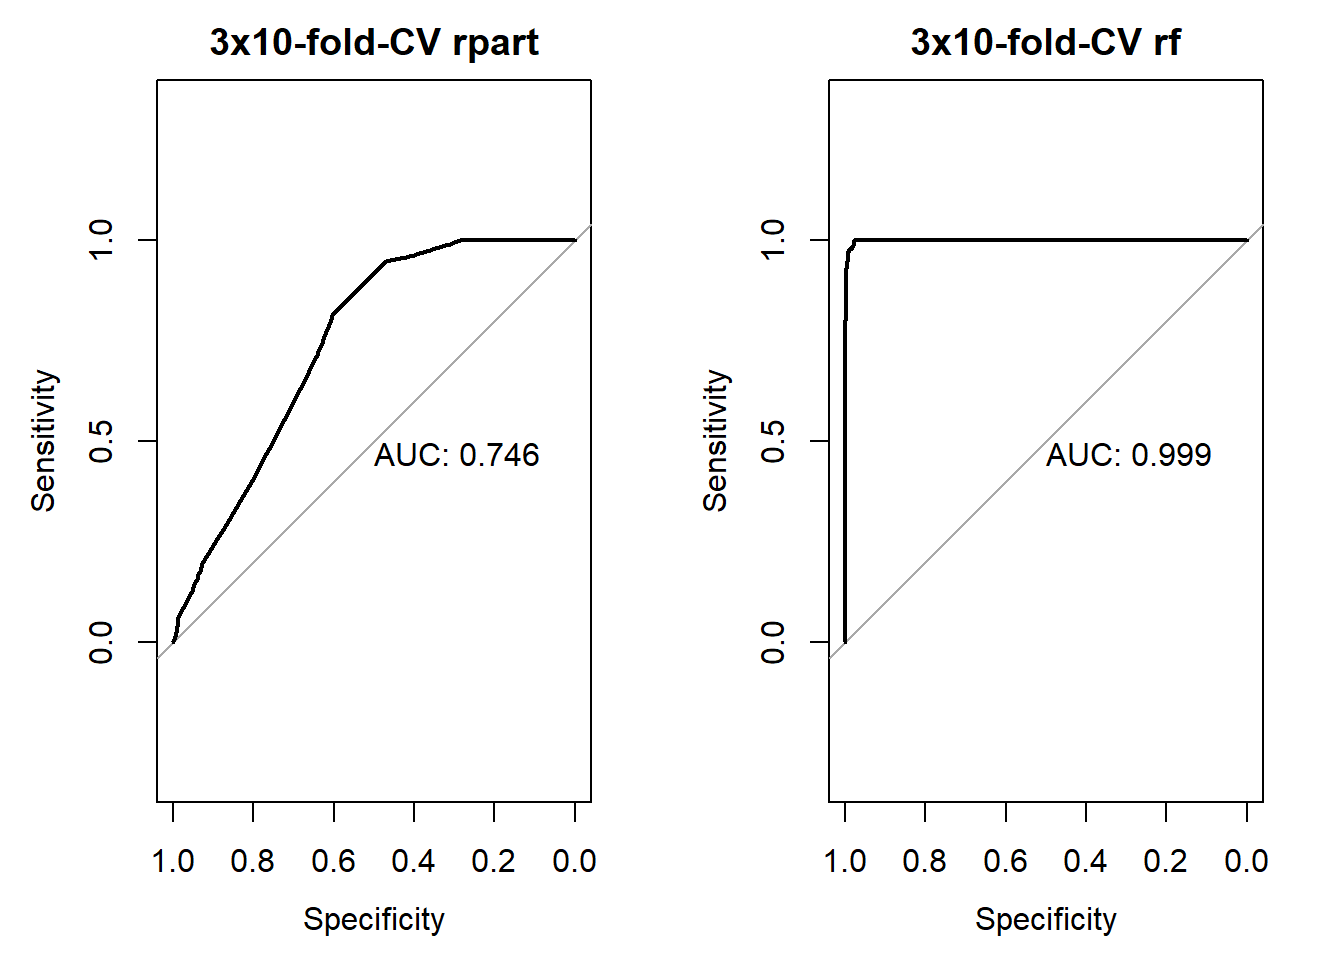 3x10-fold-CV rpart
Sensitivity
1.0
0.5
0.0
AUC: 0.746
1.0 0.8 0.6 0.4 0.2 0.0
Specificity
3x10-fold-CV rf
Sensitivity
1.0
0.5
0.0
AUC: 0.999
1.0 0.8 0.6 0.4 0.2 0.0
Specificity